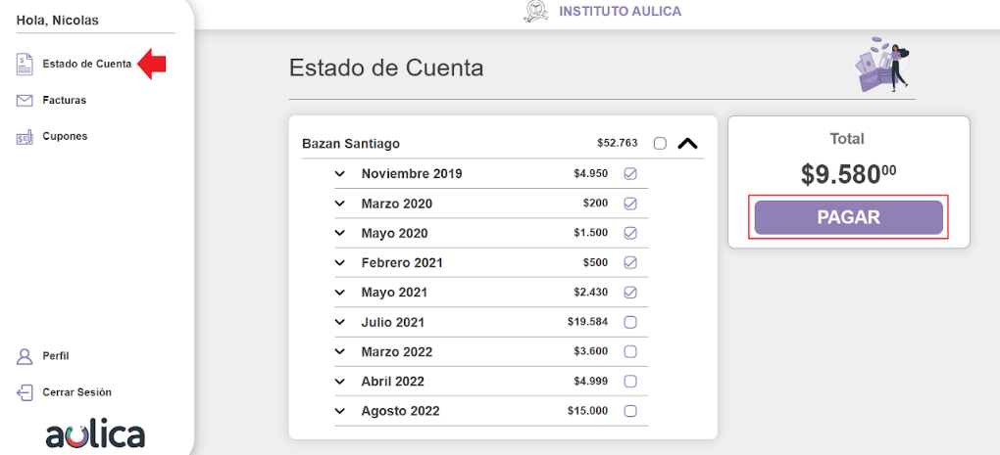 Hola, Nicolas
Estado de Cuenta
Facturas
Cupones
Perfil
Cerrar Sesión
aulica
INSTITUTO AULICA
Estado de Cuenta
Bazan Santiago $52.763
Noviembre 2019 $4.950
Marzo 2020 $200
Mayo 2020 $1.500
Febrero 2021 $500
Mayo 2021 $2.430
Julio 2021 $19.584
Marzo 2022 $3.600
Abril 2022 $4.999
Agosto 2022 $15.000
Total
$9.580⁰⁰
PAGAR